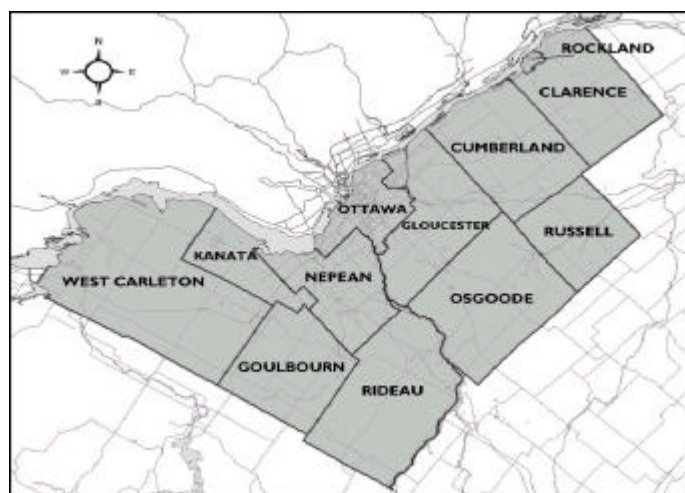 N
W E
S
ROCKLAND
CLARENCE
CUMBERLAND
OTTAWA
GLOUCESTER
RUSSELL
KANATA
NEPEAN
WEST CARLETON
OSGOODE
GOULBOURN
RIDEAU